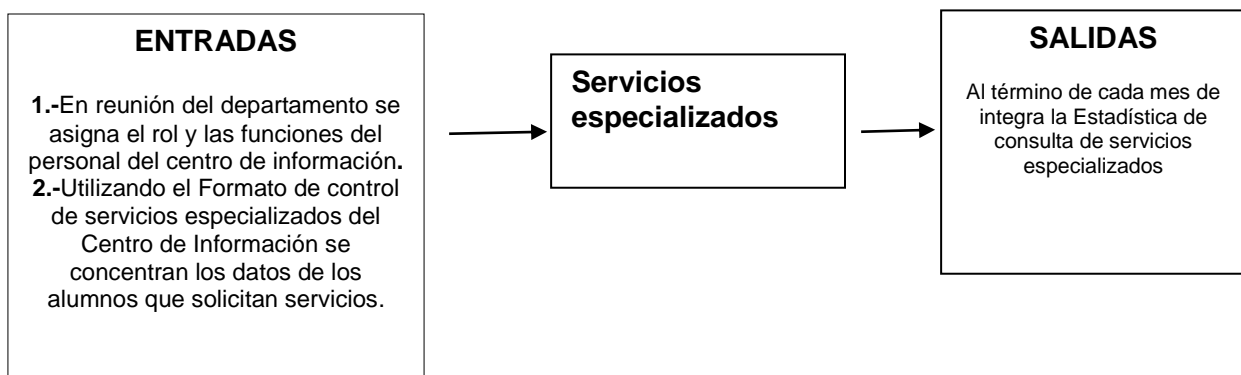 ENTRADAS
1.-En reunión del departamento se
asigna el rol y las funciones del
personal del centro de información.
2.-Utilizando el Formato de control
de servicios especializados del
Centro de Información se
concentran los datos de los
alumnos que solicitan servicios.
Servicios
especializados
SALIDAS
Al término de cada mes de
integra la Estadística de
consulta de servicios
especializados